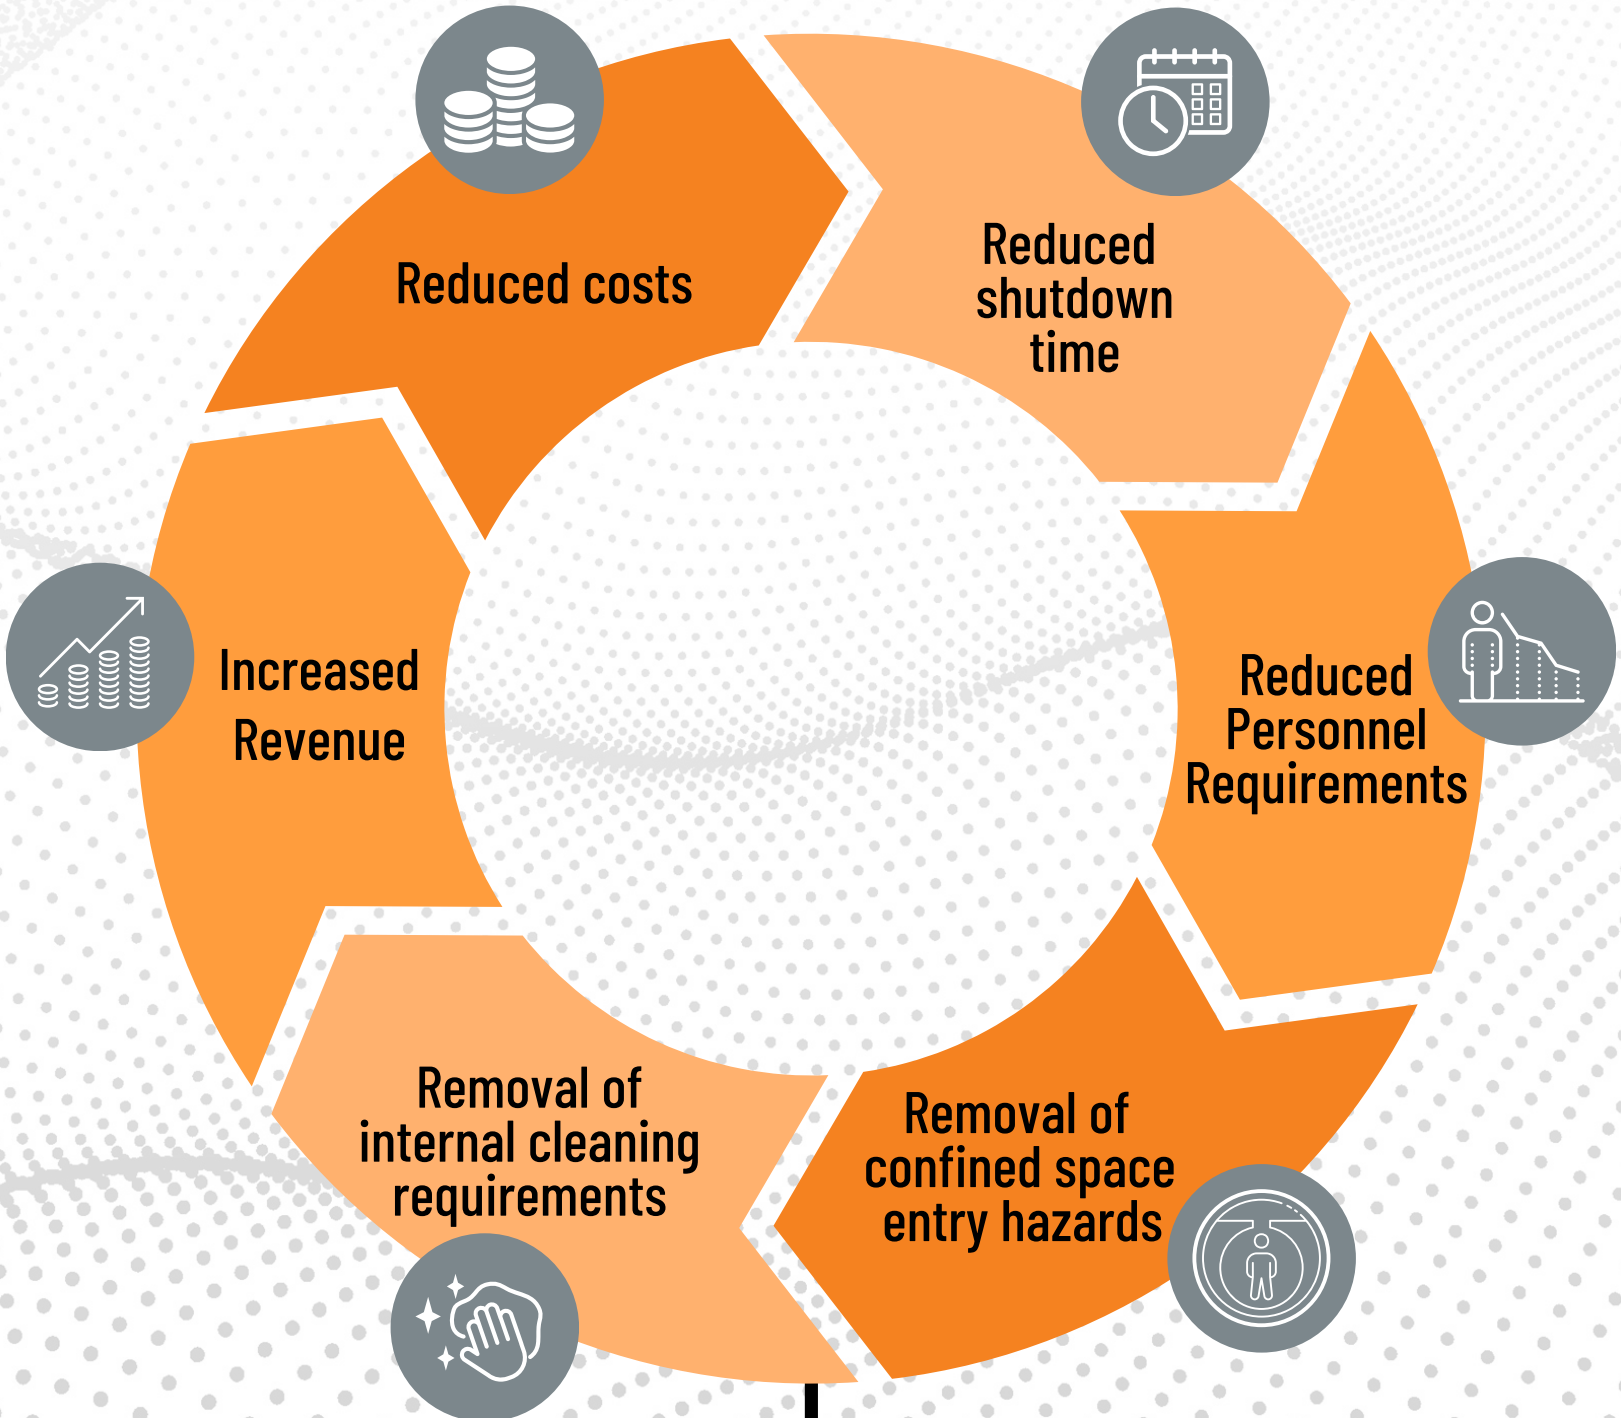 Reduced costs
Reduced
shutdown
time
Reduced
Personnel
Requirements
Removal of
confined space
entry hazards
Removal of
internal cleaning
requirements
Increased
Revenue